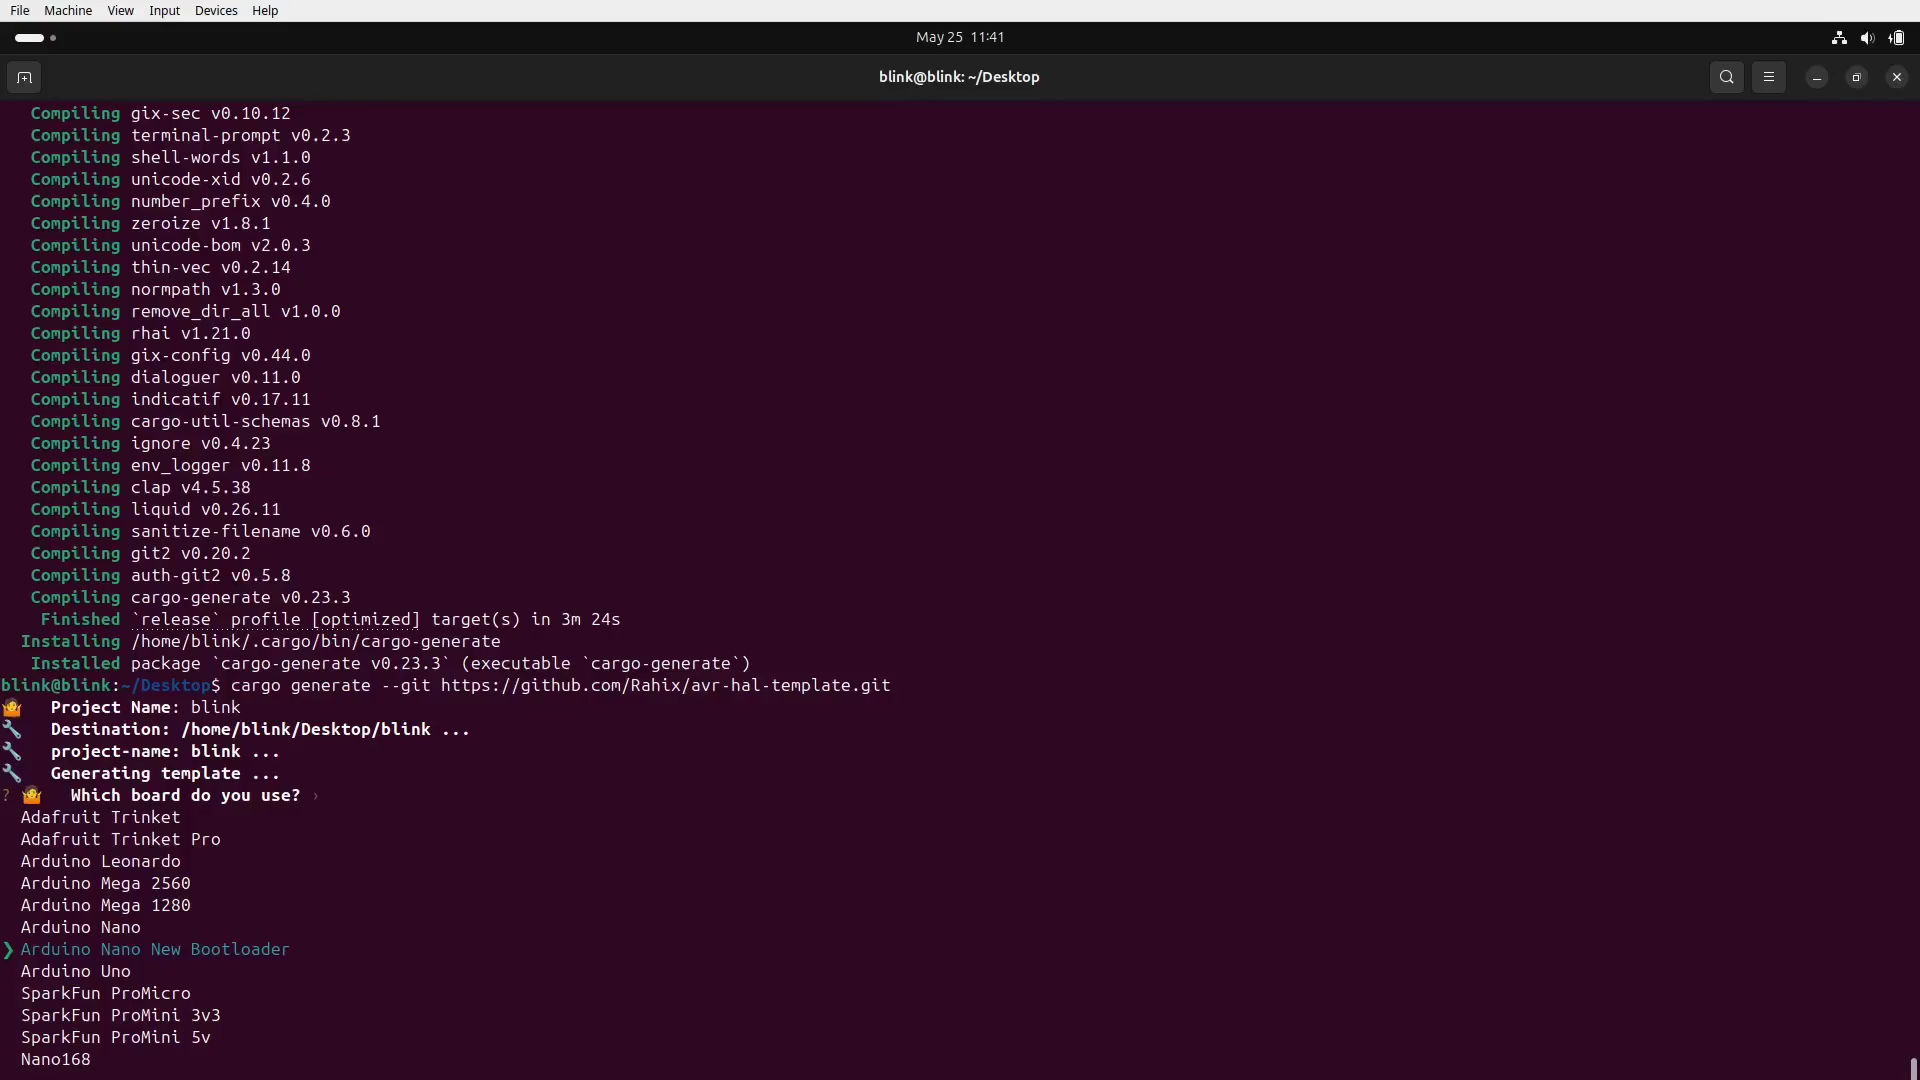 File Machine View Input Devices Help
May 25 11:41
blink@blink: ~/Desktop
Compiling gix-sec v0.10.12
Compiling terminal-prompt v0.2.3
Compiling shell-words v1.1.0
Compiling unicode-xid v0.2.6
Compiling number_prefix v0.4.0
Compiling zeroize v1.8.1
Compiling unicode-bom v2.0.3
Compiling thin-vec v0.2.14
Compiling normpath v1.3.0
Compiling remove_dir_all v1.0.0
Compiling rhai v1.21.0
Compiling gix-config v0.44.0
Compiling dialoguer v0.11.0
Compiling indicatif v0.17.11
Compiling cargo-util-schemas v0.8.1
Compiling ignore v0.4.23
Compiling env_logger v0.11.8
Compiling clap v4.5.38
Compiling liquid v0.26.11
Compiling sanitize-filename v0.6.0
Compiling git2 v0.20.2
Compiling auth-git2 v0.5.8
Compiling cargo-generate v0.23.3
Finished `release` profile [optimized] target(s) in 3m 24s
Installing /home/blink/.cargo/bin/cargo-generate
Installed package `cargo-generate v0.23.3` (executable `cargo-generate`)
blink@blink:~/Desktop$ cargo generate --git https://github.com/Rahix/avr-hal-template.git
🤷 Project Name: blink
🔧 Destination: /home/blink/Desktop/blink ...
🔧 project-name: blink ...
🔧 Generating template ...
? 🤷 Which board do you use? ›
Adafruit Trinket
Adafruit Trinket Pro
Arduino Leonardo
Arduino Mega 2560
Arduino Mega 1280
Arduino Nano
❯ Arduino Nano New Bootloader
Arduino Uno
SparkFun ProMicro
SparkFun ProMini 3v3
SparkFun ProMini 5v
Nano168